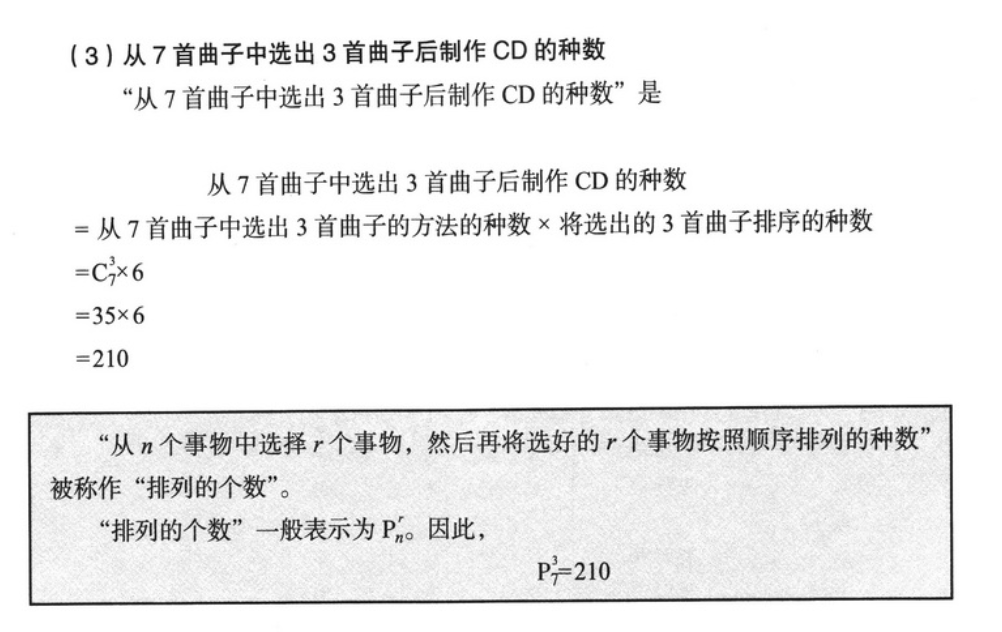 (3)从 7 首曲子中选出 3 首曲子后制作 CD 的种数
“从 7 首曲子中选出 3 首曲子后制作 CD 的种数”是
从 7 首曲子中选出 3 首曲子后制作 CD 的种数
= 从 7 首曲子中选出 3 首曲子的方法的种数 × 将选出的 3 首曲子排序的种数
=C₇³×6
=35×6
=210
“从 n 个事物中选择 r 个事物，然后再将选好的 r 个事物按照顺序排列的种数”
被称作“排列的个数”。
“排列的个数”一般表示为 Pₙʳ。因此，
P₇³=210